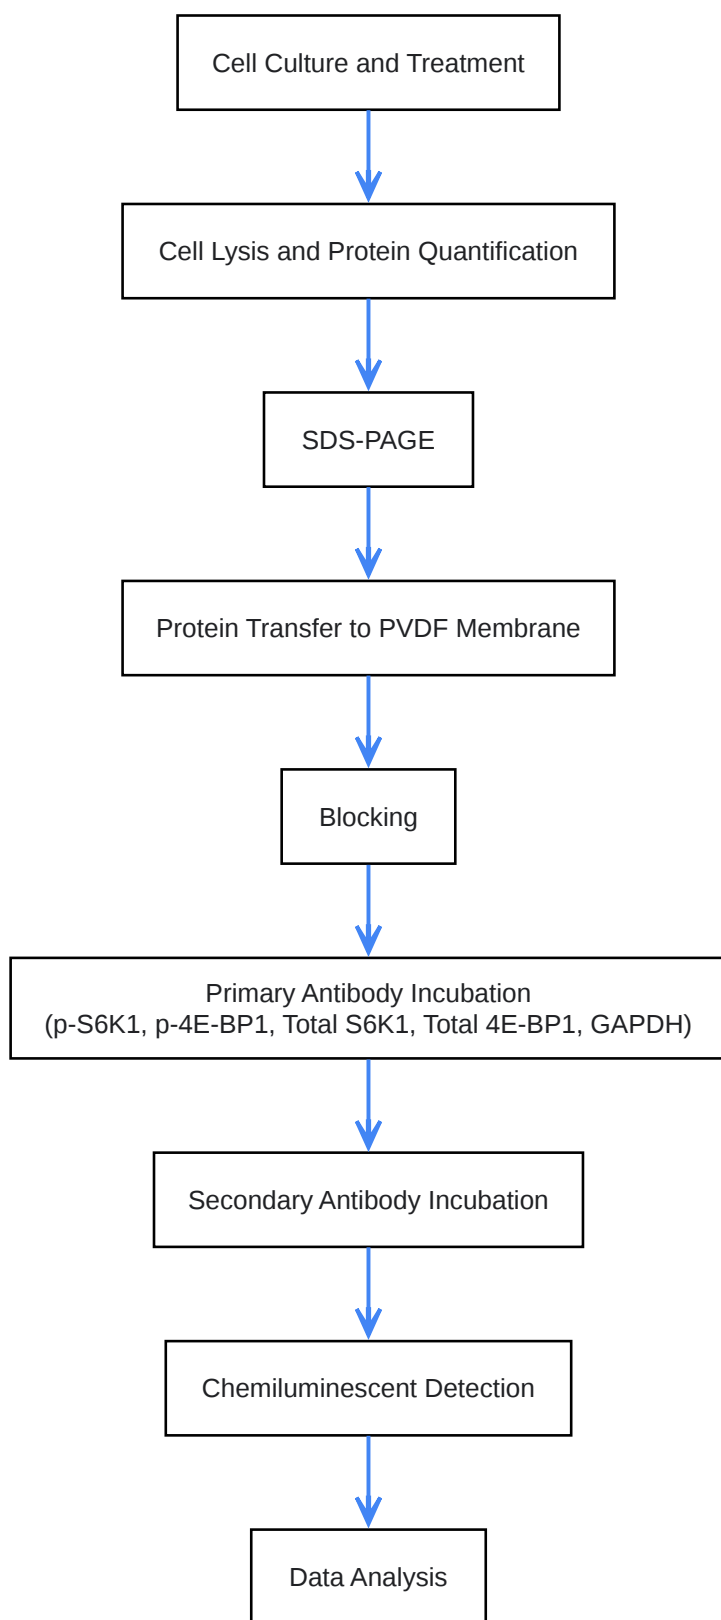 Cell Culture and Treatment
Cell Lysis and Protein Quantification
SDS-PAGE
Protein Transfer to PVDF Membrane
Blocking
Primary Antibody Incubation
(p-S6K1, p-4E-BP1, Total S6K1, Total 4E-BP1, GAPDH)
Secondary Antibody Incubation
Chemiluminescent Detection
Data Analysis